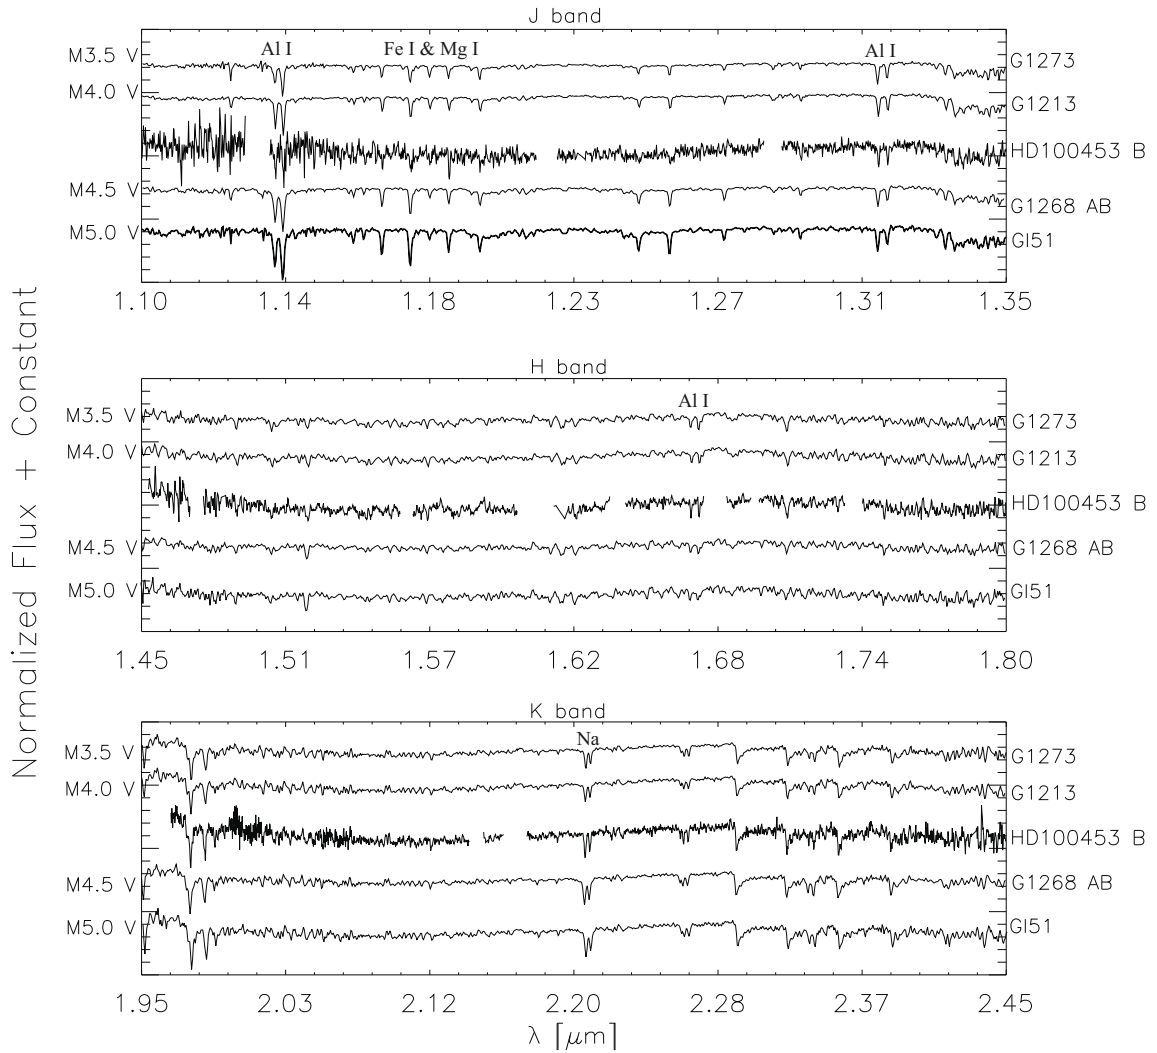 J band
Al I
Fe I & Mg I
Al I
M3.5 V
G1273
M4.0 V
G1213
HD100453 B
M4.5 V
G1268 AB
M5.0 V
Gl51
1.10 1.14 1.18 1.23 1.27 1.31 1.35
H band
Al I
M3.5 V
G1273
M4.0 V
G1213
HD100453 B
M4.5 V
G1268 AB
M5.0 V
Gl51
1.45 1.51 1.57 1.62 1.68 1.74 1.80
K band
Na
M3.5 V
G1273
M4.0 V
G1213
HD100453 B
M4.5 V
G1268 AB
M5.0 V
Gl51
1.95 2.03 2.12 2.20 2.28 2.37 2.45
λ [μm]
Normalized Flux + Constant